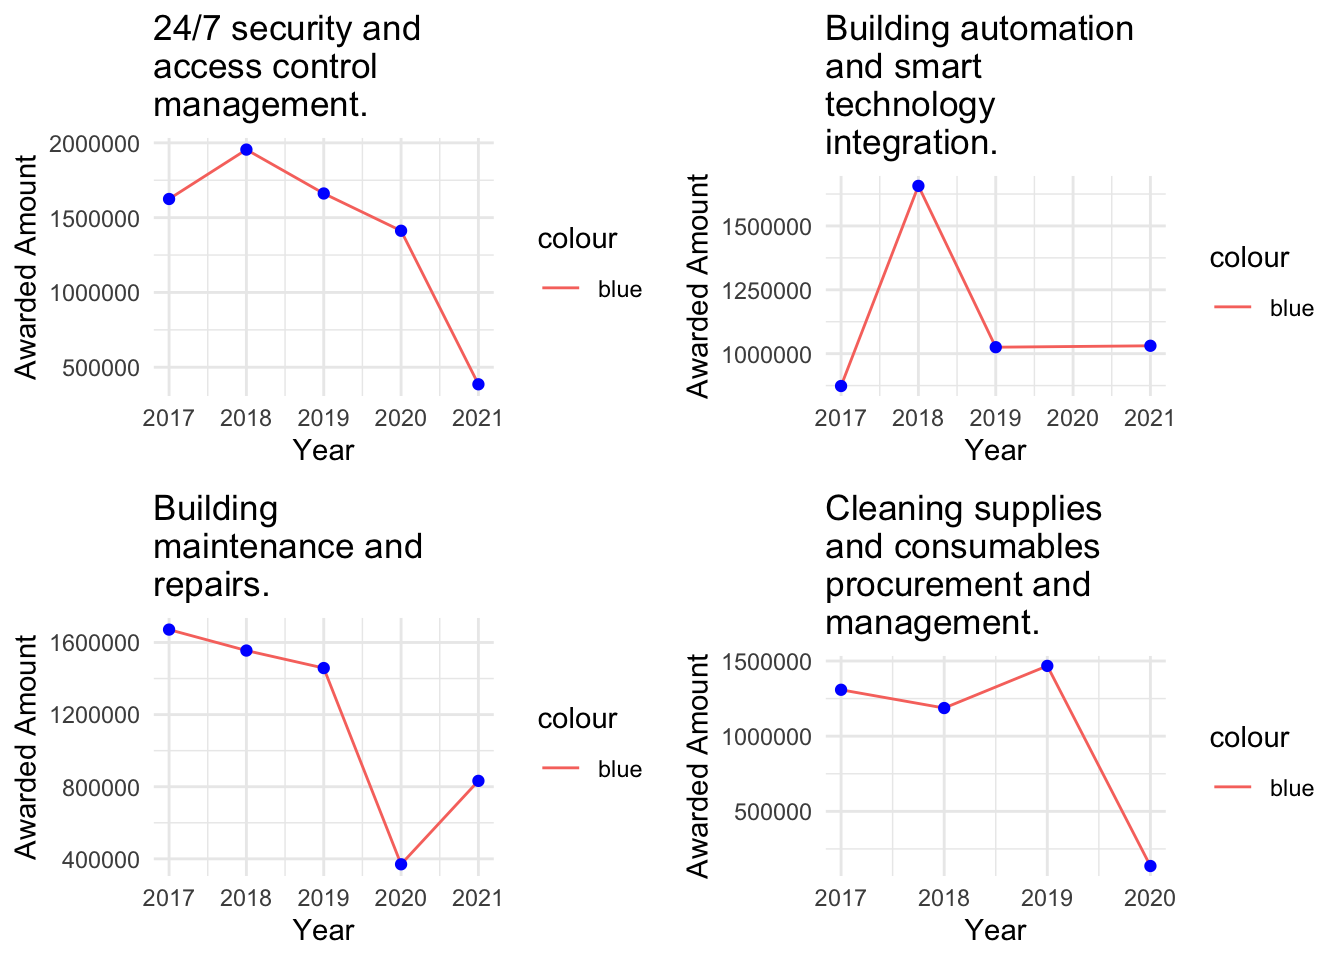 24/7 security and
access control
management.
Awarded Amount
2000000
1500000
1000000
500000
2017 2018 2019 2020 2021
Year
colour
blue
Building automation
and smart
technology
integration.
Awarded Amount
1500000
1250000
1000000
2017 2018 2019 2020 2021
Year
colour
blue
Building
maintenance and
repairs.
Awarded Amount
1600000
1200000
800000
400000
2017 2018 2019 2020 2021
Year
colour
blue
Cleaning supplies
and consumables
procurement and
management.
Awarded Amount
1500000
1000000
500000
2017 2018 2019 2020
Year
colour
blue